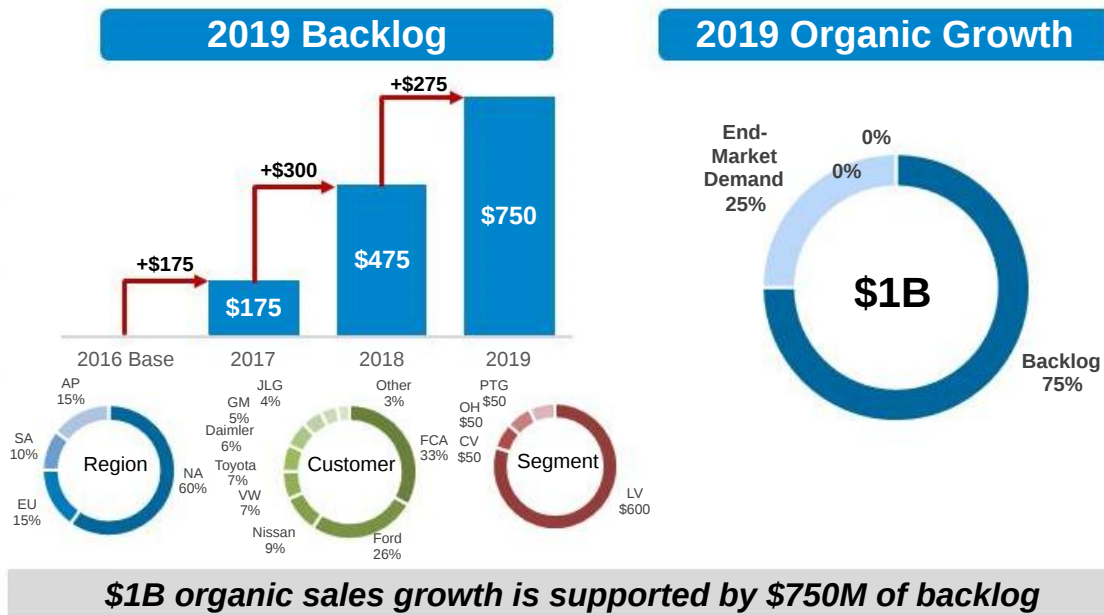 2019 Backlog
2019 Organic Growth
+$275
+$300
+$175
$750
$475
$175
2016 Base
2017
2018
2019
AP
15%
SA
10%
EU
15%
NA
60%
Region
JLG
4%
GM
5%
Daimler
6%
Toyota
7%
VW
7%
Nissan
9%
Other
3%
FCA
33%
Ford
26%
Customer
PTG
$50
OH
$50
CV
$50
LV
$600
Segment
End-
Market
Demand
25%
0%
0%
$1B
Backlog
75%
$1B organic sales growth is supported by $750M of backlog